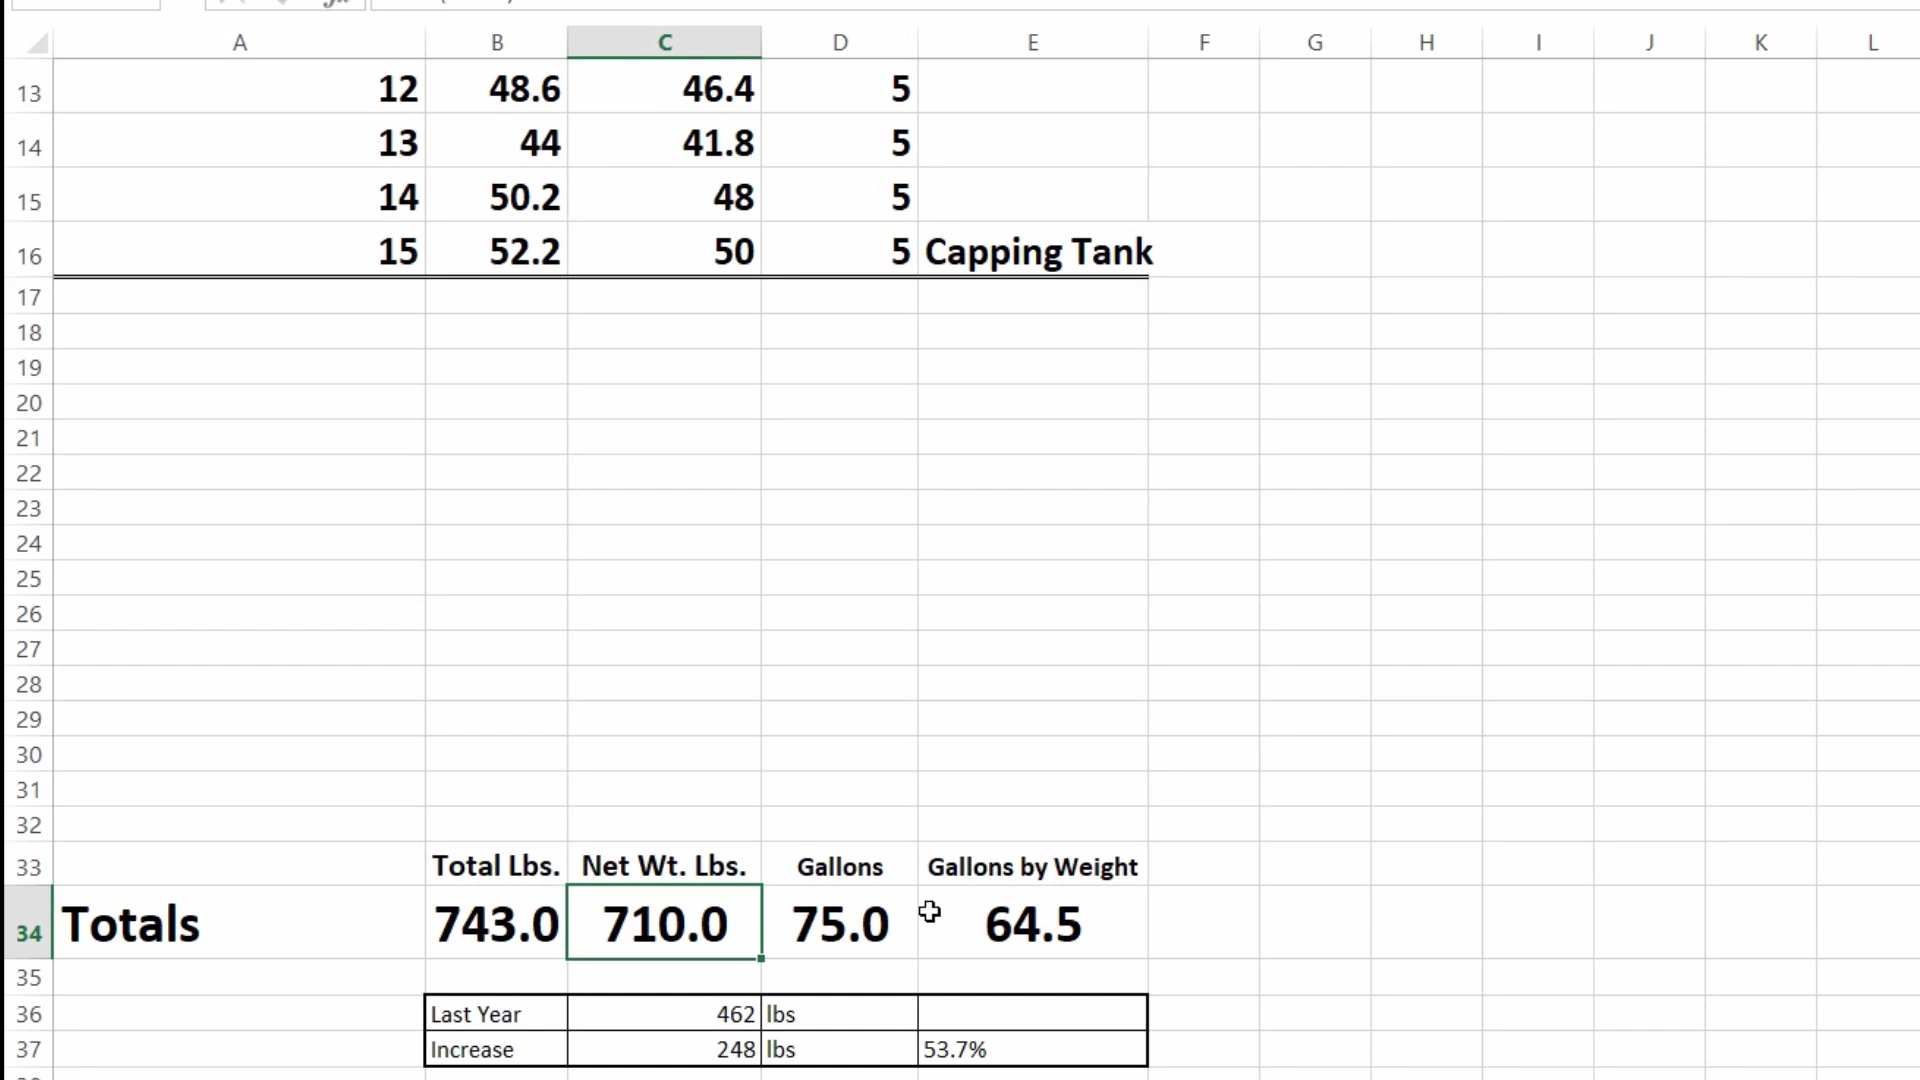 A B C D E F G H I J K L
13 12 48.6 46.4 5
14 13 44 41.8 5
15 14 50.2 48 5
16 15 52.2 50 5 Capping Tank
17
18
19
20
21
22
23
24
25
26
27
28
29
30
31
32
33 Total Lbs. Net Wt. Lbs. Gallons Gallons by Weight
34 Totals 743.0 710.0 75.0 64.5
35
36 Last Year 462 lbs
37 Increase 248 lbs 53.7%